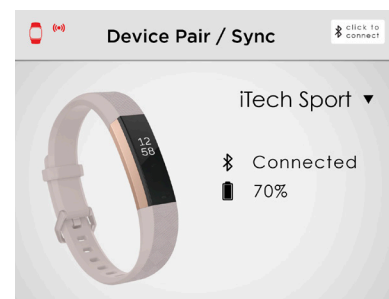 Device Pair / Sync
click to
connect
iTech Sport
12
58
Connected
70%